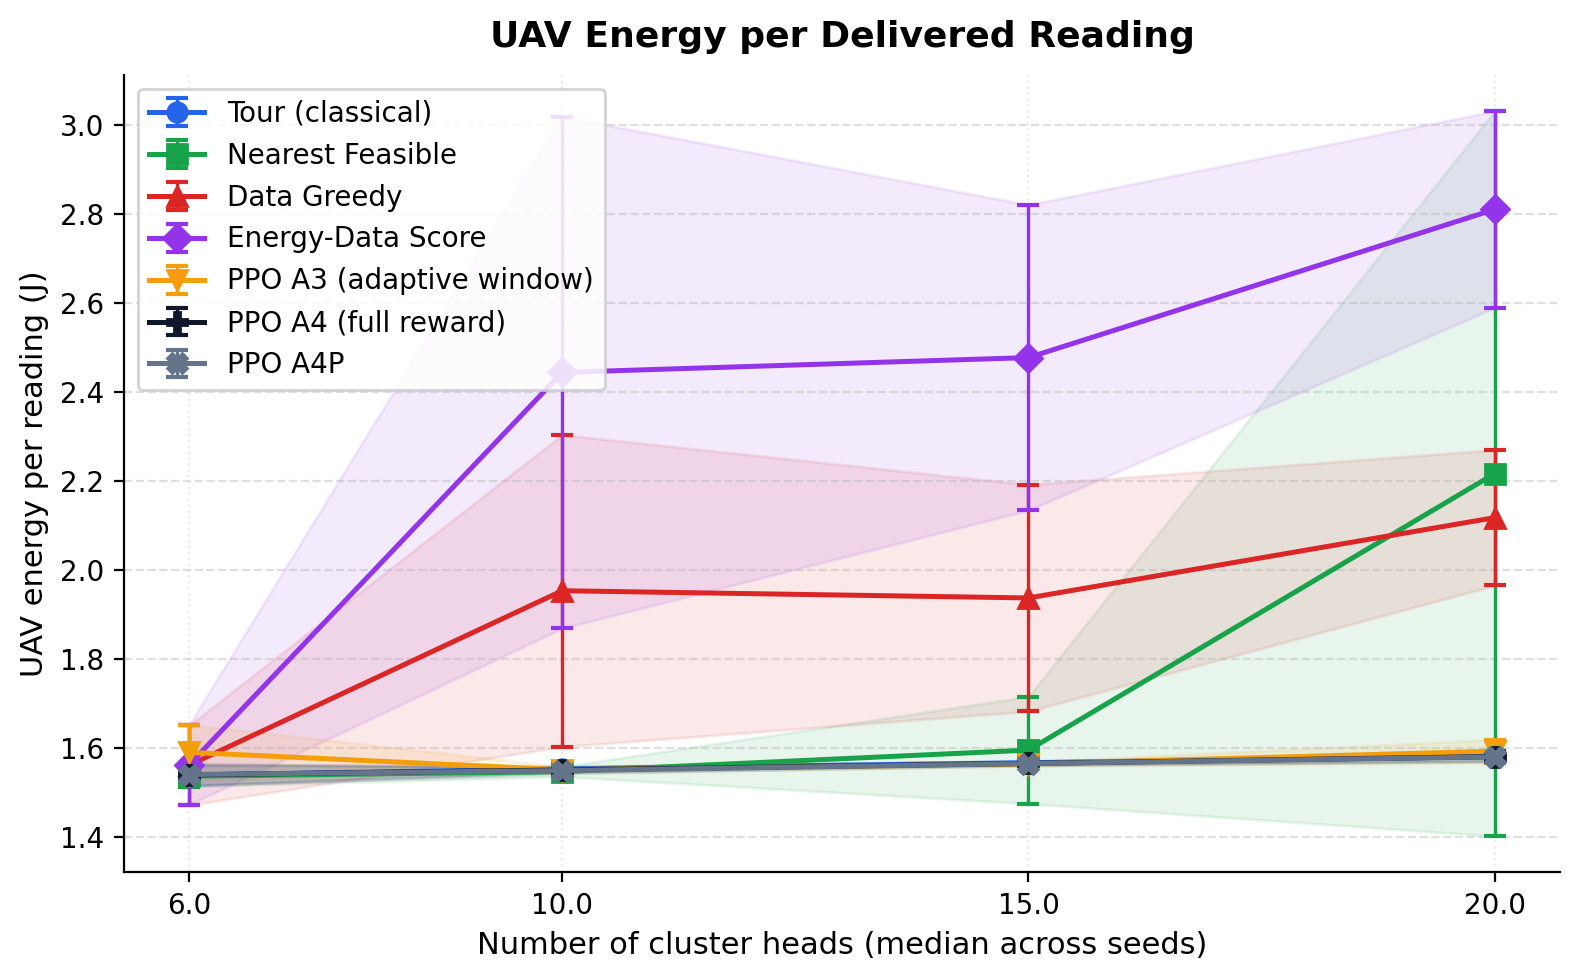 UAV Energy per Delivered Reading
Tour (classical)
Nearest Feasible
Data Greedy
Energy-Data Score
PPO A3 (adaptive window)
PPO A4 (full reward)
PPO A4P
UAV energy per reading (J)
3.0
2.8
2.6
2.4
2.2
2.0
1.8
1.6
1.4
6.0 10.0 15.0 20.0
Number of cluster heads (median across seeds)